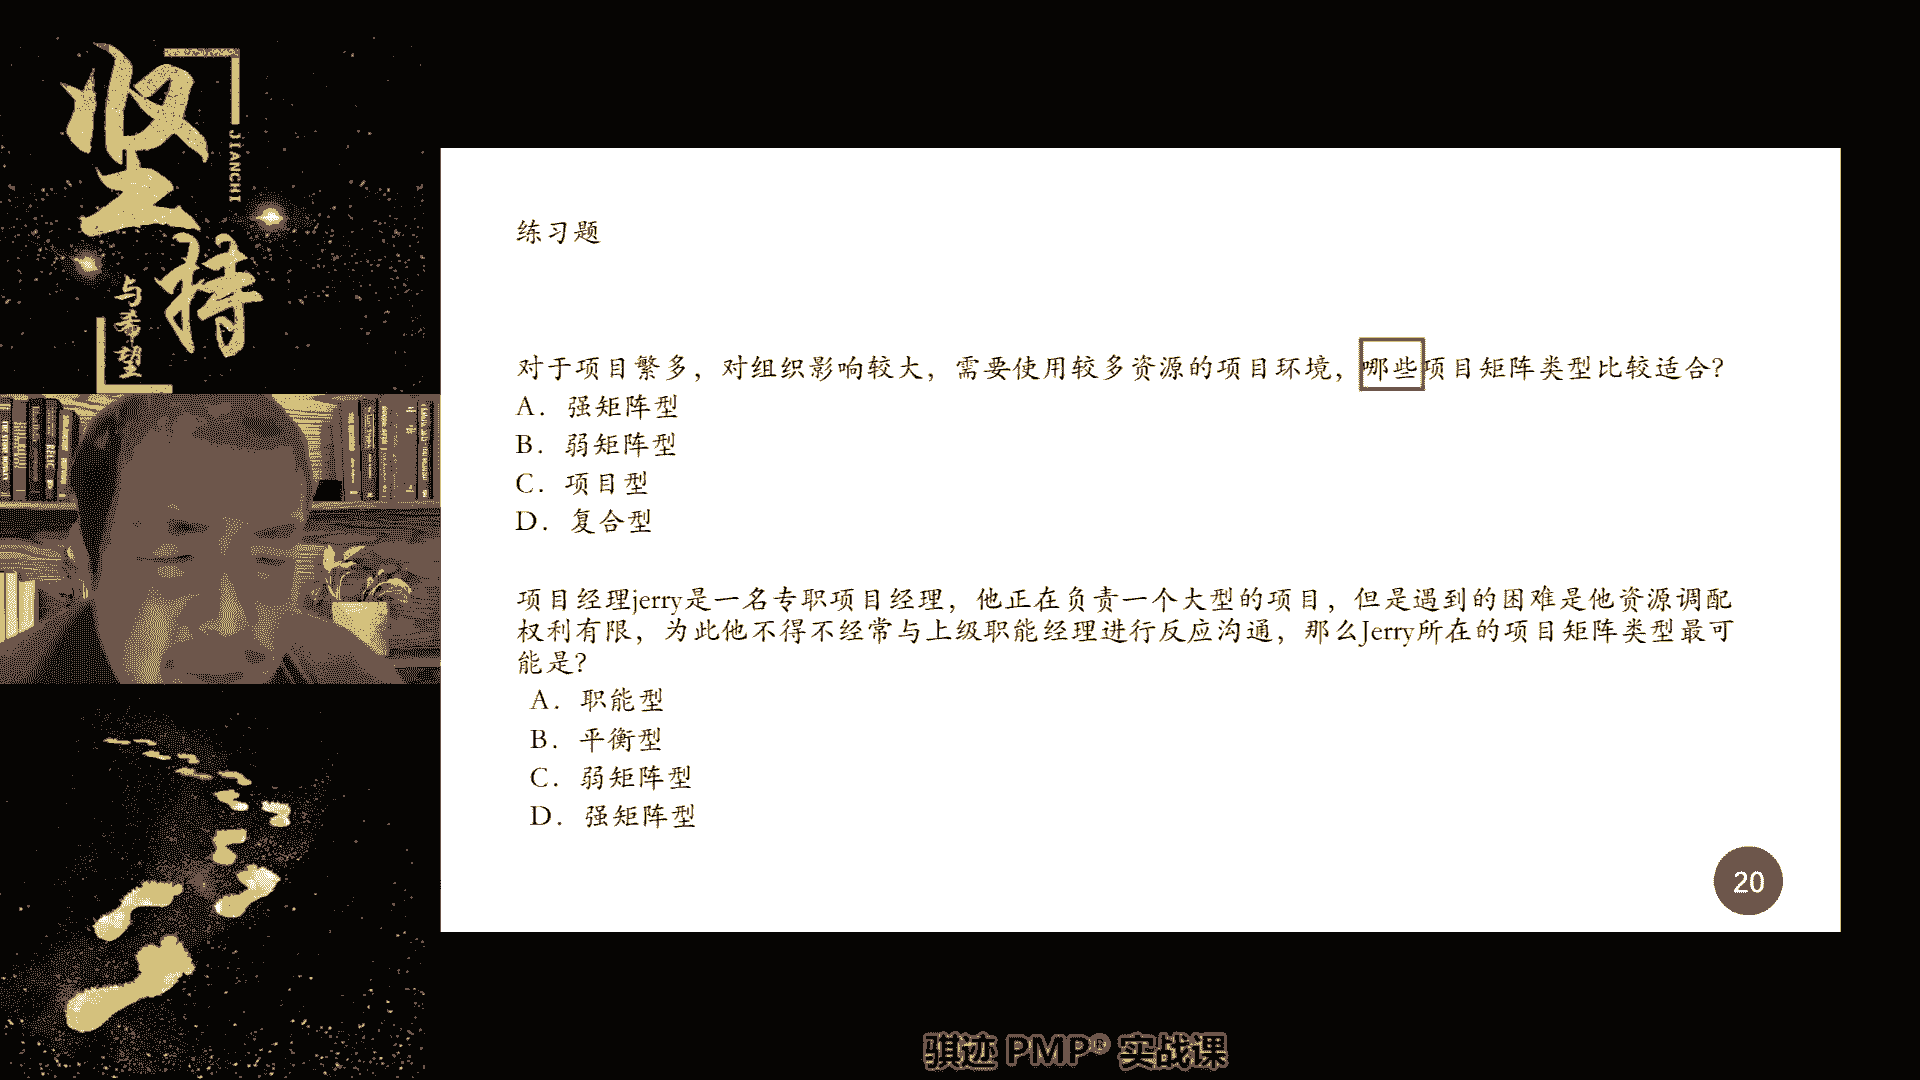 坚持
JIANCHI
与希望
练习题
对于项目繁多，对组织影响较大，需要使用较多资源的项目环境，哪些项目矩阵类型比较适合？
A．强矩阵型
B．弱矩阵型
C．项目型
D．复合型
项目经理jerry是一名专职项目经理，他正在负责一个大型的项目，但是遇到的困难是他资源调配
权利有限，为此他不得不经常与上级职能经理进行反应沟通，那么Jerry所在的项目矩阵类型最可
能是？
A．职能型
B．平衡型
C．弱矩阵型
D．强矩阵型
20
骐迹 PMP® 实战课